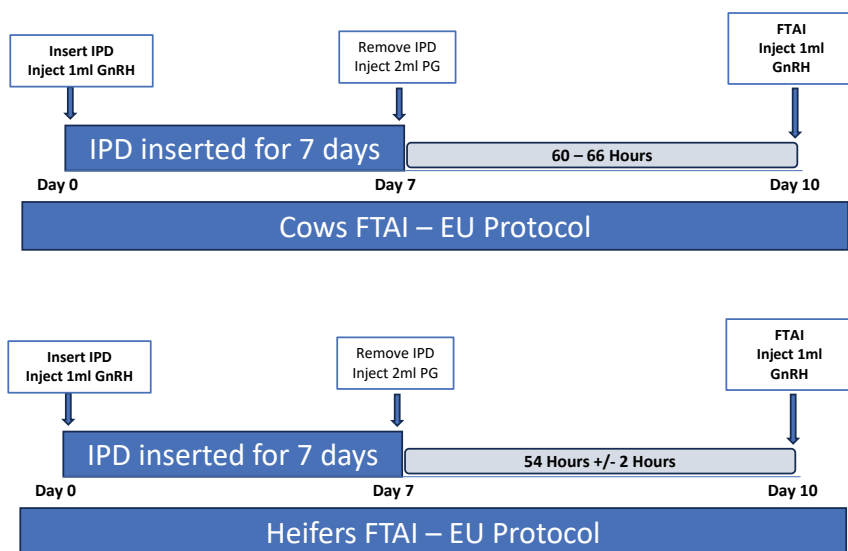 Insert IPD
Inject 1ml GnRH
Remove IPD
Inject 2ml PG
FTAI
Inject 1ml
GnRH
IPD inserted for 7 days
60 – 66 Hours
Day 0
Day 7
Day 10
Cows FTAI – EU Protocol
Insert IPD
Inject 1ml GnRH
Remove IPD
Inject 2ml PG
FTAI
Inject 1ml
GnRH
IPD inserted for 7 days
54 Hours +/- 2 Hours
Day 0
Day 7
Day 10
Heifers FTAI – EU Protocol